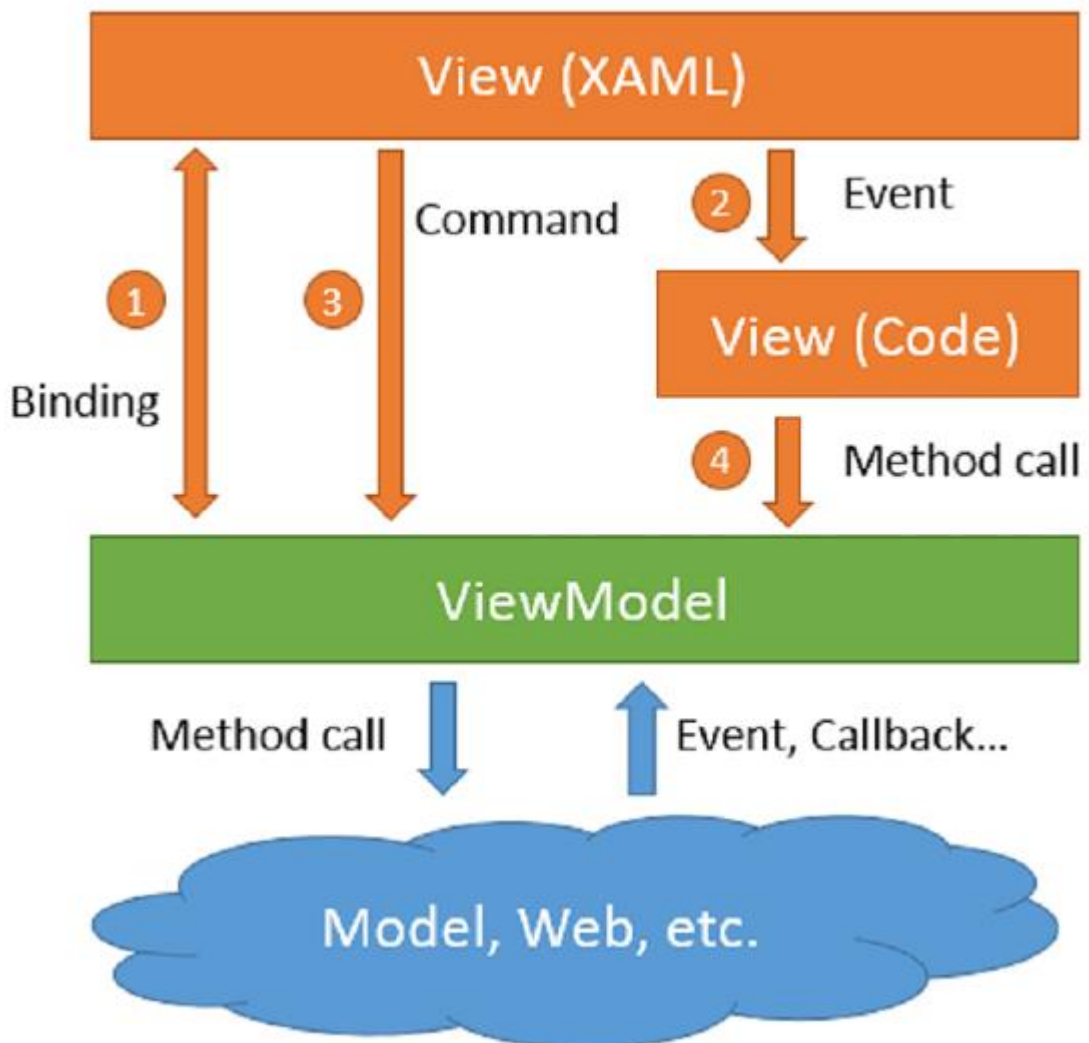 View (XAML)
2
Event
Command
1
3
View (Code)
Binding
4
Method call
ViewModel
Method call
Event, Callback...
Model, Web, etc.